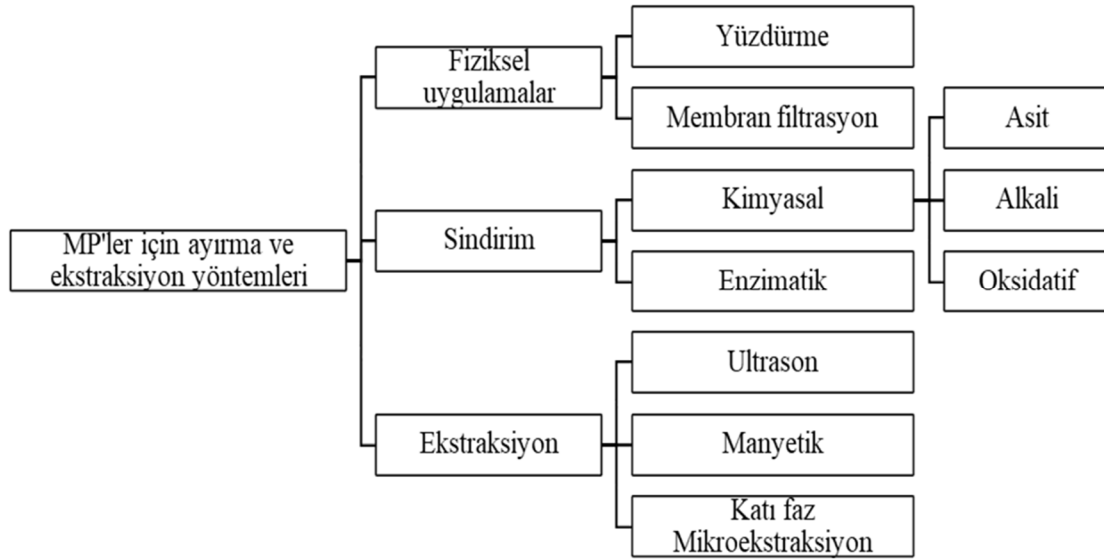 MP'ler için ayırma ve
ekstraksiyon yöntemleri
Fiziksel
uygulamalar
Yüzdürme
Membran filtrasyon
Sindirim
Kimyasal
Asit
Alkali
Oksidatif
Enzimatik
Ekstraksiyon
Ultrason
Manyetik
Katı faz
Mikroekstraksiyon